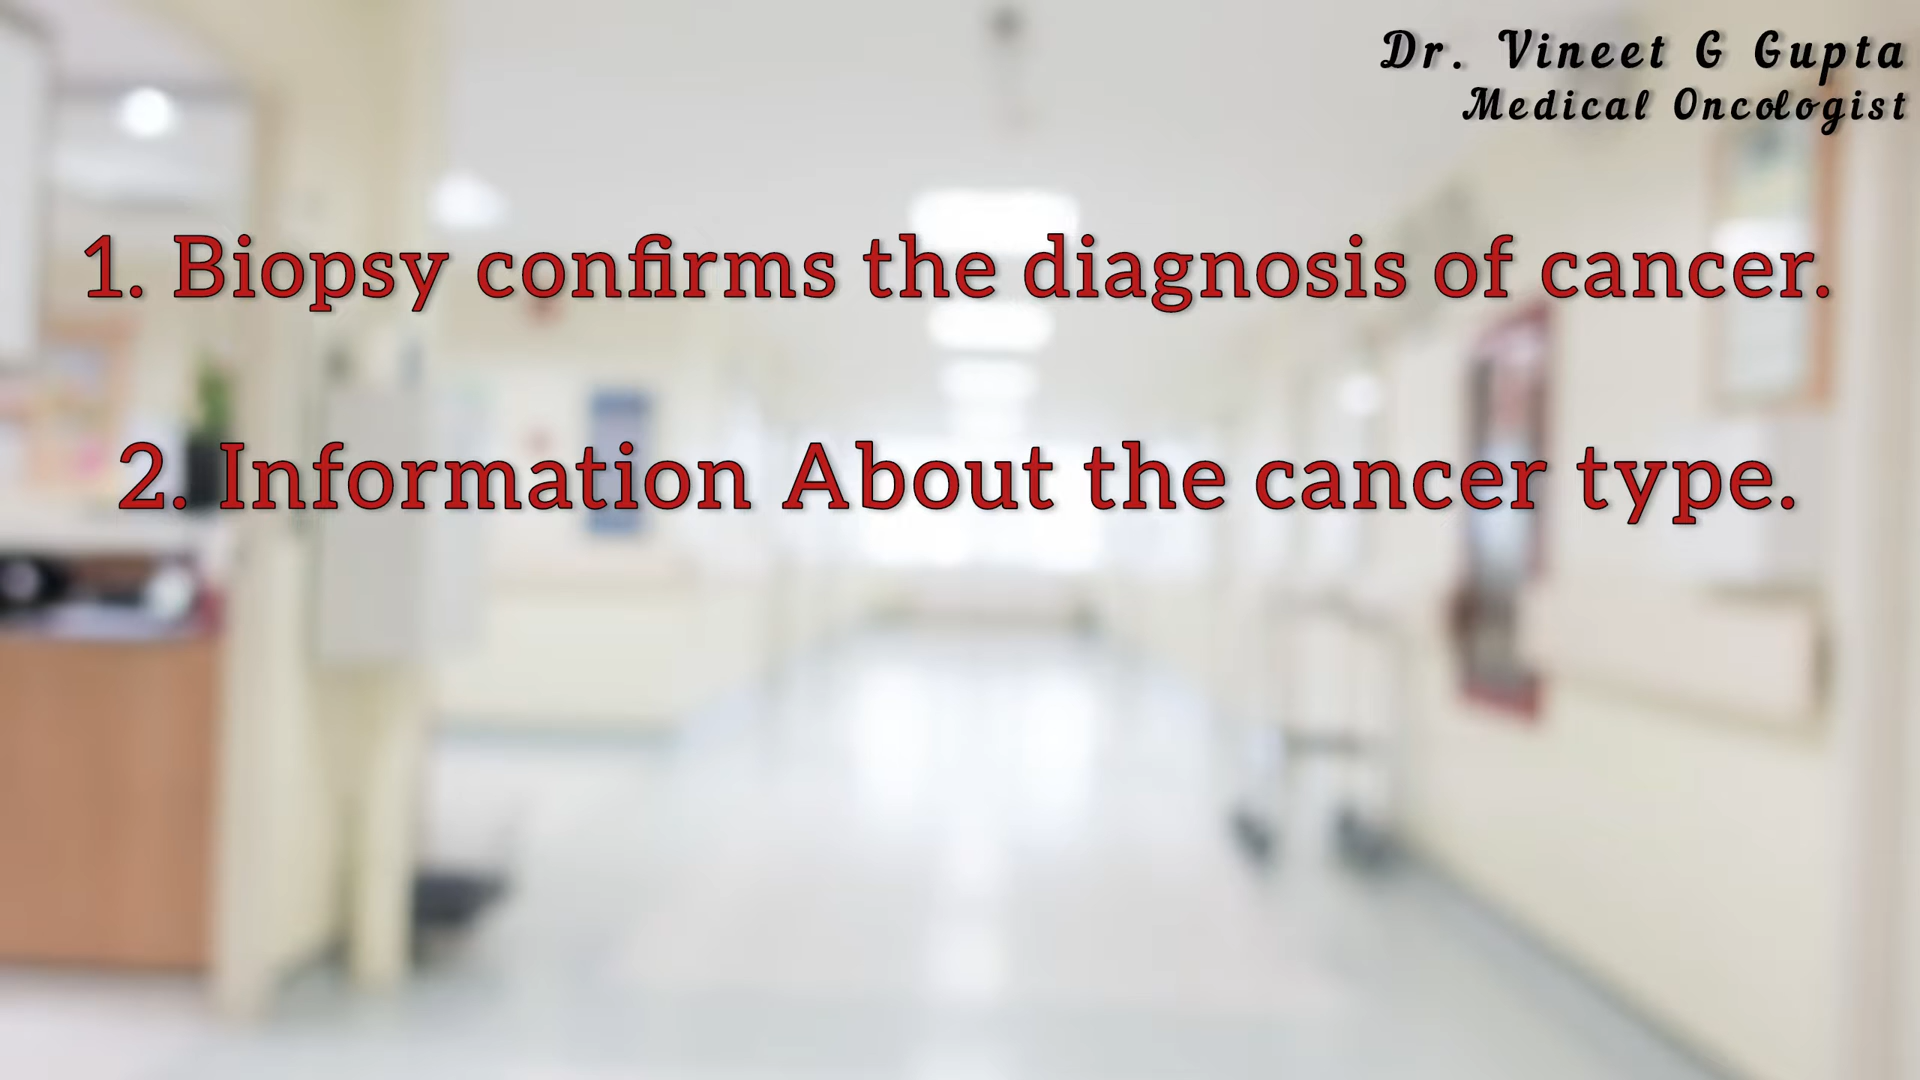 Dr. Vineet G Gupta
Medical Oncologist
1. Biopsy confirms the diagnosis of cancer.
2. Information About the cancer type.